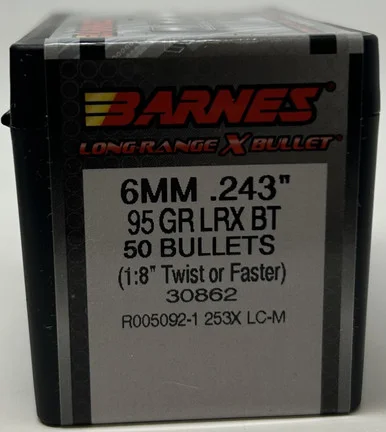 BARNES
LONG-RANGE X BULLET®
6MM .243"
95 GR LRX BT
50 BULLETS
(1:8" Twist or Faster)
30862
R005092-1 253X LC-M